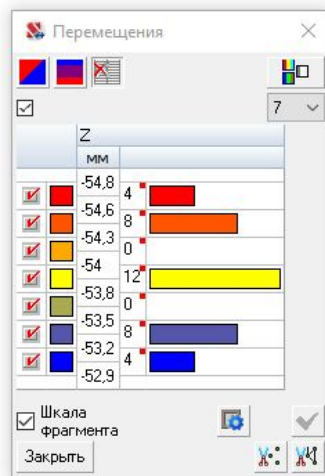 Перемещения
7
Z
мм
-54,8
4
-54,6
8
-54,3
0
-54
12
-53,8
0
-53,5
8
-53,2
4
-52,9
Шкала
фрагмента
Закрыть